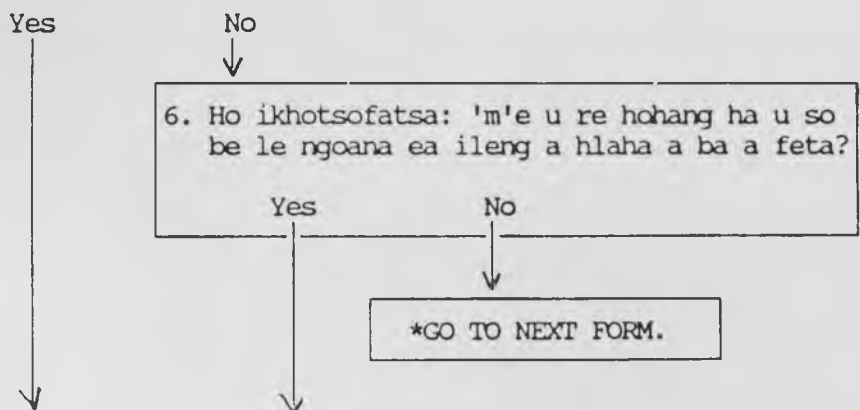 Yes No
6. Ho ikhotsofatsa: 'm'e u re hohang ha u so
be le ngoana ea ileng a hlaha a ba a feta?
Yes No
*GO TO NEXT FORM.